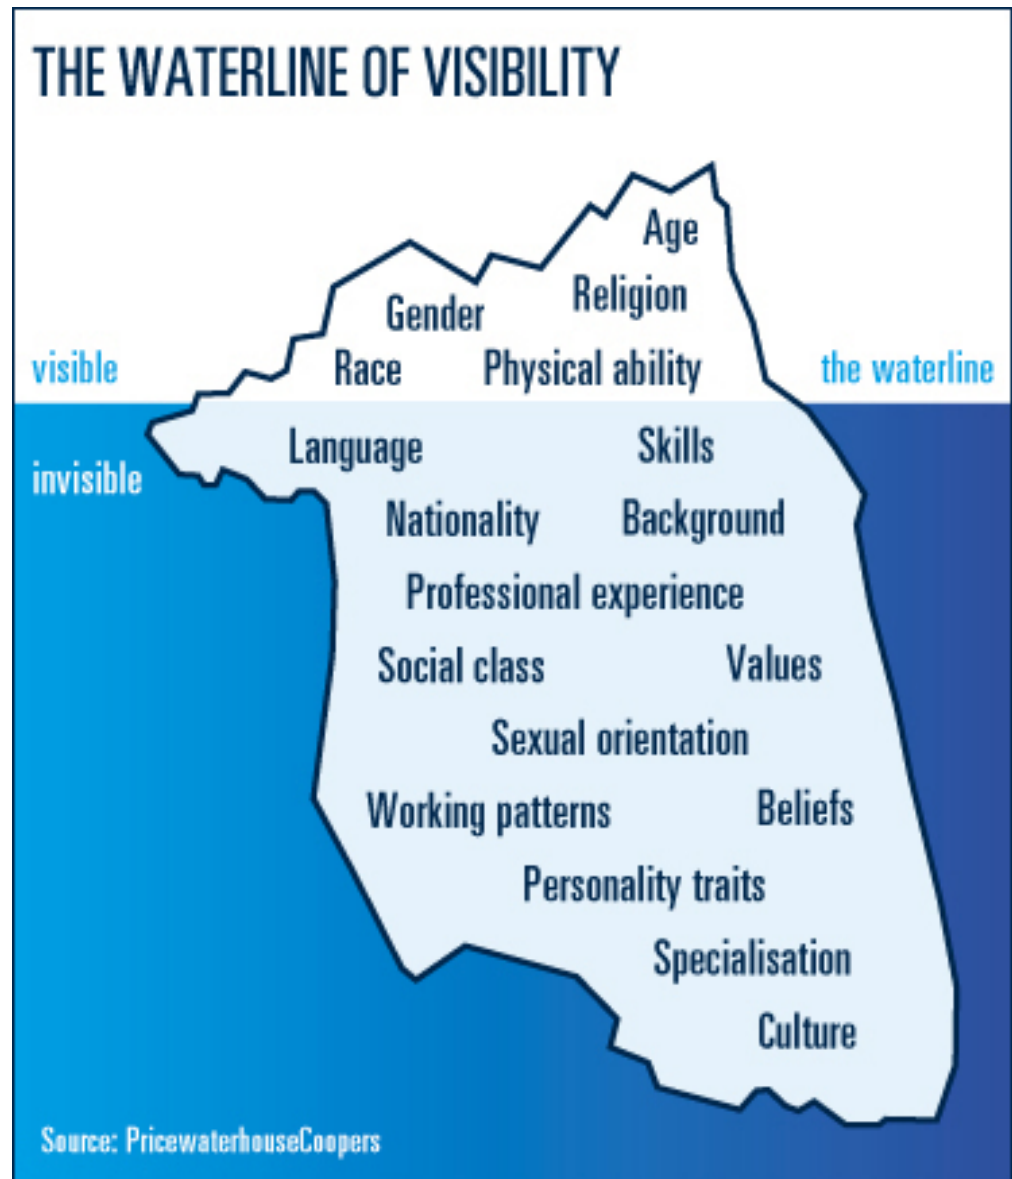 THE WATERLINE OF VISIBILITY
Age
Religion
Gender
Race Physical ability
visible the waterline
invisible
Language Skills
Nationality Background
Professional experience
Social class Values
Sexual orientation
Working patterns Beliefs
Personality traits
Specialisation
Culture
Source: PricewaterhouseCoopers